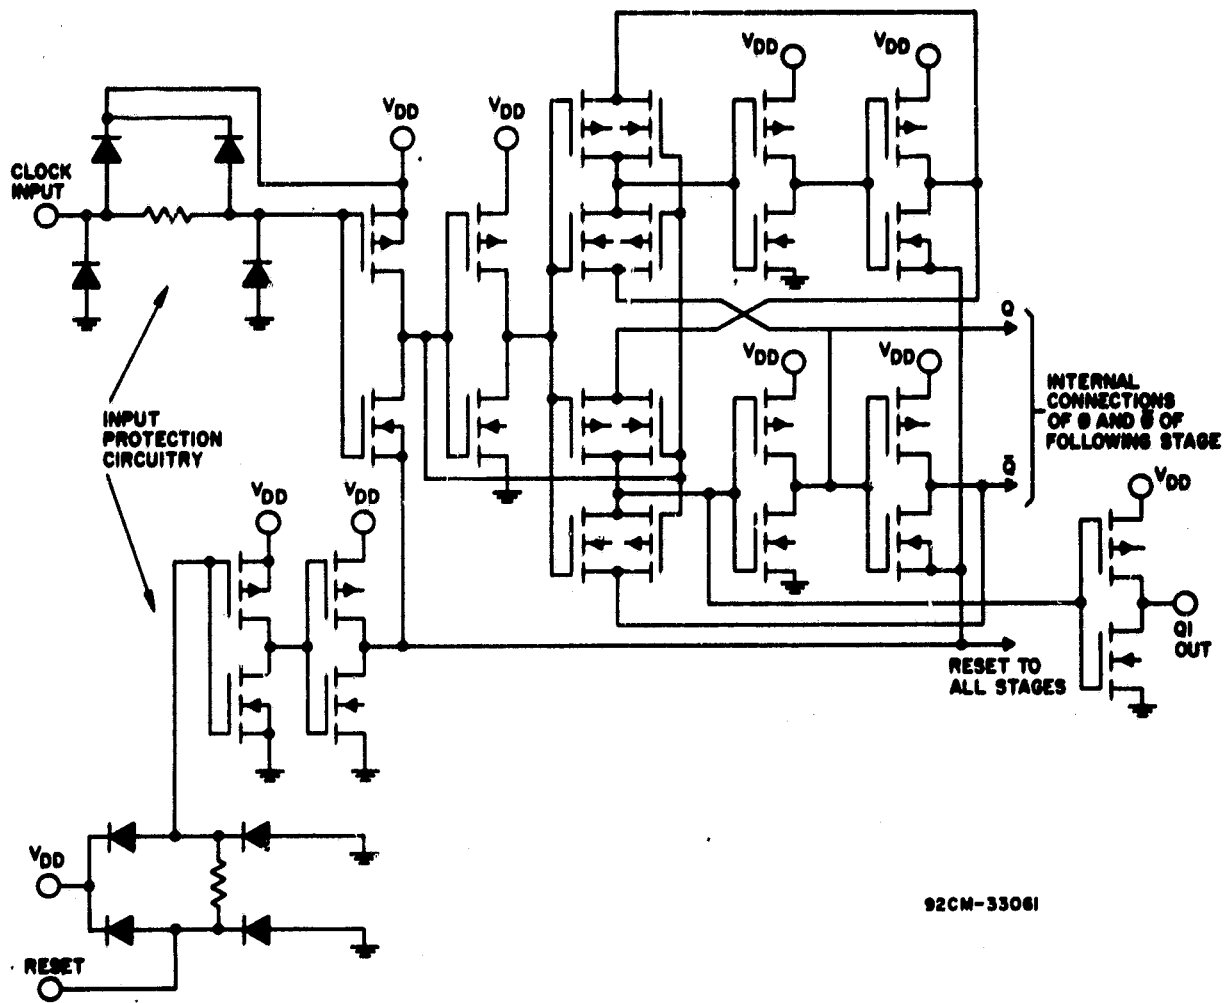 VDD
VDD
VDD
VDD
CLOCK
INPUT
VDD
VDD
Q
INTERNAL
CONNECTIONS
OF Q AND Q̄ OF
FOLLOWING STAGE
INPUT
PROTECTION
CIRCUITRY
Q̄
VDD
VDD
VDD
Q1
OUT
RESET TO
ALL STAGES
VDD
92CM-33061
RESET